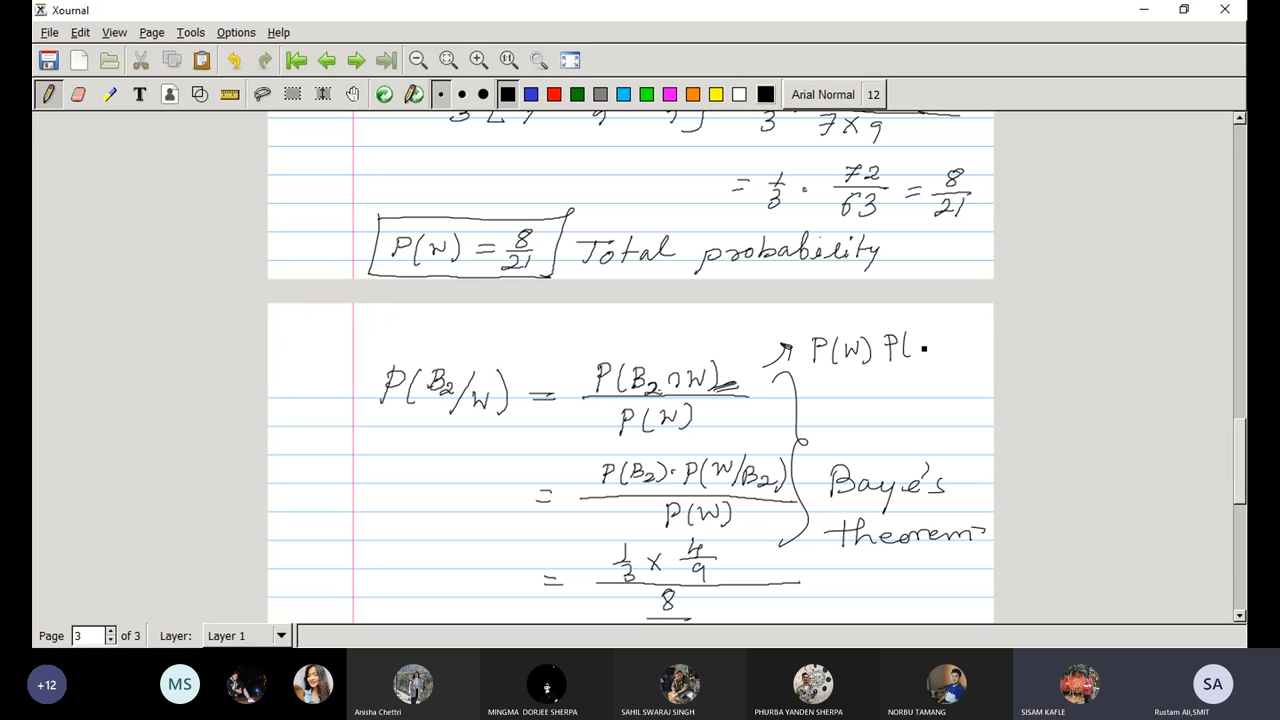 Xournal
File Edit View Page Tools Options Help
Arial Normal 12
7 × 9
= 1/3 · 72/63 = 8/21
P(W) = 8/21 Total probability
P(B2/W) = P(B2∩W)/P(W) → P(W) P(
= P(B2)·P(W/B2)/P(W) Baye's theorem
= 1/3 × 4/9
8
Page 3 of 3 Layer: Layer 1
+12 MS SA
Anisha Chettri MINGMA DORJEE SHERPA SAHIL SWARAJ SINGH PHURBA YANDEN SHERPA NORBU TAMANG SISAM KAFLE Rustam Ali,SMIT